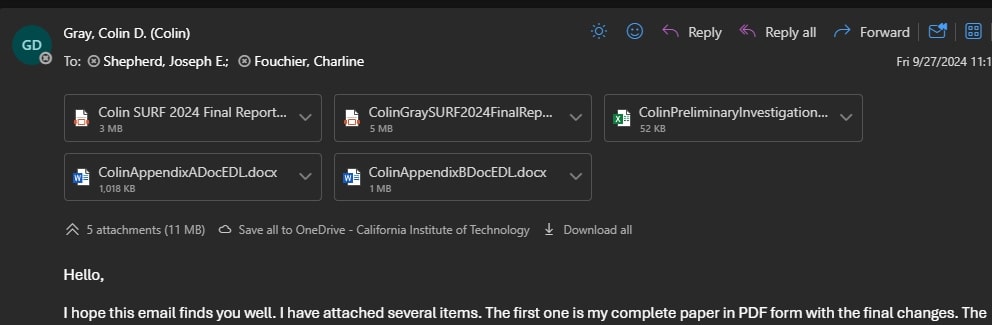 GD
Gray, Colin D. (Colin)
Reply
Reply all
Forward
To: Shepherd, Joseph E.; Fouchier, Charline
Fri 9/27/2024 11:1
Colin SURF 2024 Final Report...
3 MB
ColinGraySURF2024FinalRep...
5 MB
ColinPreliminaryInvestigation...
52 KB
ColinAppendixADocEDL.docx
1,018 KB
ColinAppendixBDocEDL.docx
1 MB
5 attachments (11 MB) Save all to OneDrive - California Institute of Technology Download all
Hello,
I hope this email finds you well. I have attached several items. The first one is my complete paper in PDF form with the final changes. The